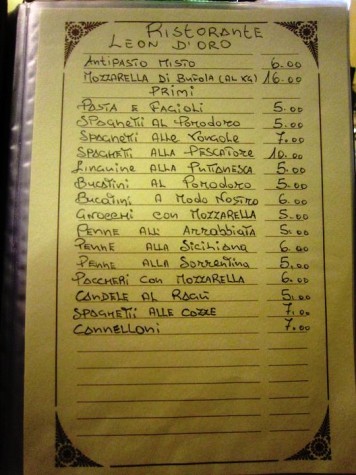 RISTORANTE
LEON D'ORO
ANTIPASTO MISTO 6.00
MOZZARELLA DI BUFOLA (AL KG) 16.00
PRIMI
PASTA E FAGIOLI 5.00
SPAGHETTI AL POMODORO 5.00
SPAGHETTI ALLE VONGOLE 7.00
SPAGHETTI ALLA PESCATORE 10.00
LINGUINE ALLA PUTTANESCA 5.00
BUCATINI AL POMODORO 5.00
BUCATINI A MODO NOSTRO 6.00
GNOCCHI CON MOZZARELLA 5.00
PENNE ALL' ARRABBIATA 5.00
PENNE ALLA SICILIANA 6.00
PENNE ALLA SORRENTINA 5.00
PACCHERI CON MOZZARELLA 6.00
CANDELE AL RAGÙ 5.00
SPAGHETTI ALLE COZZE 7.00
CANNELLONI 7.00